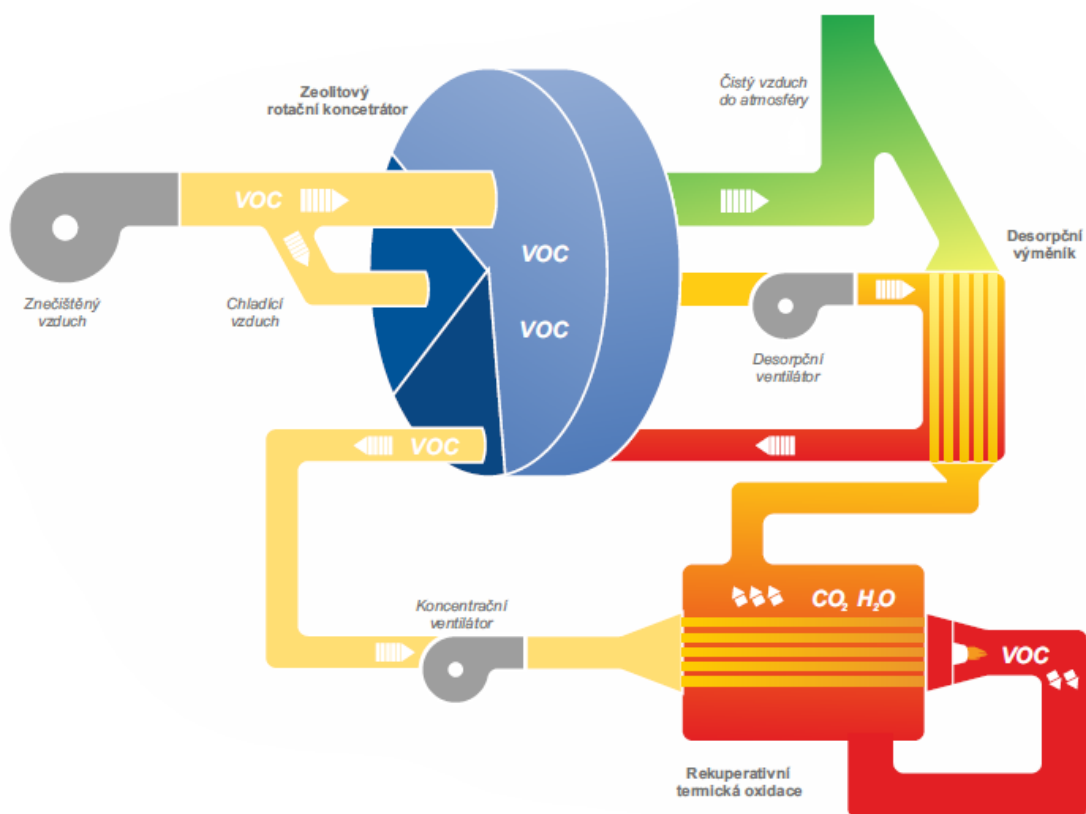 Zeolitový
rotační koncetrátor
Čistý vzduch
do atmosféry
VOC
Desorpční
výměník
VOC
Znečištěný
vzduch
Chladící
vzduch
VOC
Desorpční
ventilátor
VOC
Koncentrační
ventilátor
CO2 H2O
VOC
Rekuperativní
termická oxidace